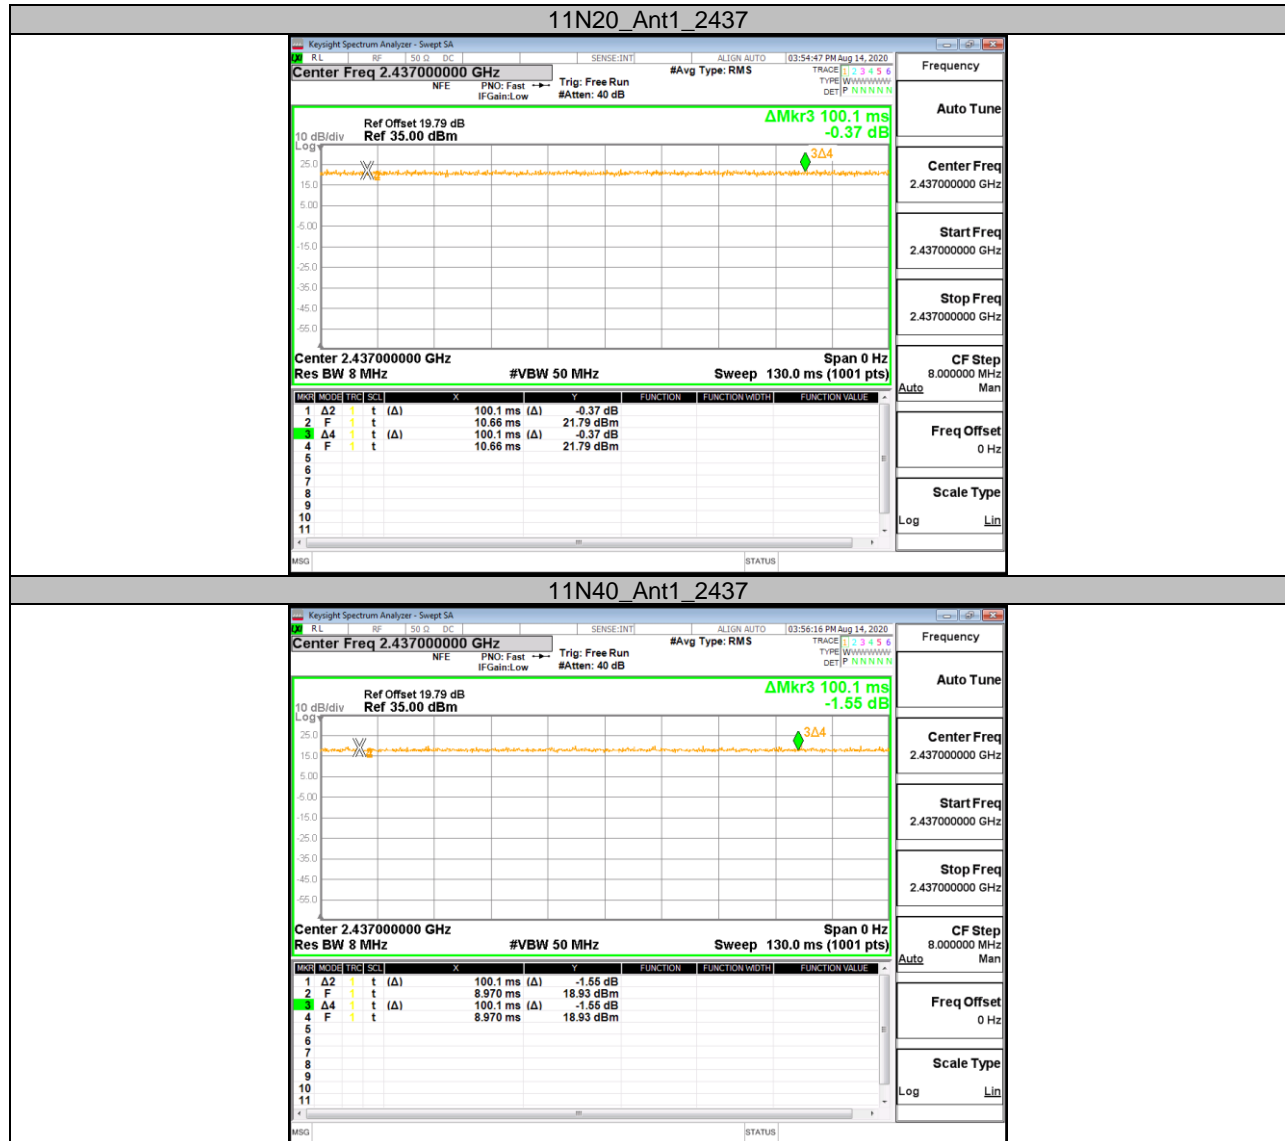 11N20_Ant1_2437
Keysight Spectrum Analyzer - Swept SA
RL RF 50 Ω DC SENSE:INT ALIGN AUTO 03:54:47 PM Aug 14, 2020
Center Freq 2.437000000 GHz #Avg Type: RMS TRACE 1 2 3 4 5 6
NFE PNO: Fast Trig: Free Run TYPE WWWWWW
IFGain:Low #Atten: 40 dB DET P N N N N N
Frequency
Auto Tune
ΔMkr3 100.1 ms
-0.37 dB
Ref Offset 19.79 dB
10 dB/div Ref 35.00 dBm
Log
3Δ4
25.0
15.0
5.00
-5.00
-15.0
-25.0
-35.0
-45.0
-55.0
Center Freq
2.437000000 GHz
Start Freq
2.437000000 GHz
Stop Freq
2.437000000 GHz
Center 2.437000000 GHz Span 0 Hz
Res BW 8 MHz #VBW 50 MHz Sweep 130.0 ms (1001 pts)
CF Step
8.000000 MHz
Auto Man
MKR MODE TRC SCL X Y FUNCTION FUNCTION WIDTH FUNCTION VALUE
1 Δ2 1 t (Δ) 100.1 ms (Δ) -0.37 dB
2 F 1 t 10.66 ms 21.79 dBm
3 Δ4 1 t (Δ) 100.1 ms (Δ) -0.37 dB
4 F 1 t 10.66 ms 21.79 dBm
5
6
7
8
9
10
11
Freq Offset
0 Hz
Scale Type
Log Lin
MSG STATUS
11N40_Ant1_2437
Keysight Spectrum Analyzer - Swept SA
RL RF 50 Ω DC SENSE:INT ALIGN AUTO 03:56:16 PM Aug 14, 2020
Center Freq 2.437000000 GHz #Avg Type: RMS TRACE 1 2 3 4 5 6
NFE PNO: Fast Trig: Free Run TYPE WWWWWW
IFGain:Low #Atten: 40 dB DET P N N N N N
Frequency
Auto Tune
ΔMkr3 100.1 ms
-1.55 dB
Ref Offset 19.79 dB
10 dB/div Ref 35.00 dBm
Log
3Δ4
25.0
15.0
5.00
-5.00
-15.0
-25.0
-35.0
-45.0
-55.0
Center Freq
2.437000000 GHz
Start Freq
2.437000000 GHz
Stop Freq
2.437000000 GHz
Center 2.437000000 GHz Span 0 Hz
Res BW 8 MHz #VBW 50 MHz Sweep 130.0 ms (1001 pts)
CF Step
8.000000 MHz
Auto Man
MKR MODE TRC SCL X Y FUNCTION FUNCTION WIDTH FUNCTION VALUE
1 Δ2 1 t (Δ) 100.1 ms (Δ) -1.55 dB
2 F 1 t 8.970 ms 18.93 dBm
3 Δ4 1 t (Δ) 100.1 ms (Δ) -1.55 dB
4 F 1 t 8.970 ms 18.93 dBm
5
6
7
8
9
10
11
Freq Offset
0 Hz
Scale Type
Log Lin
MSG STATUS